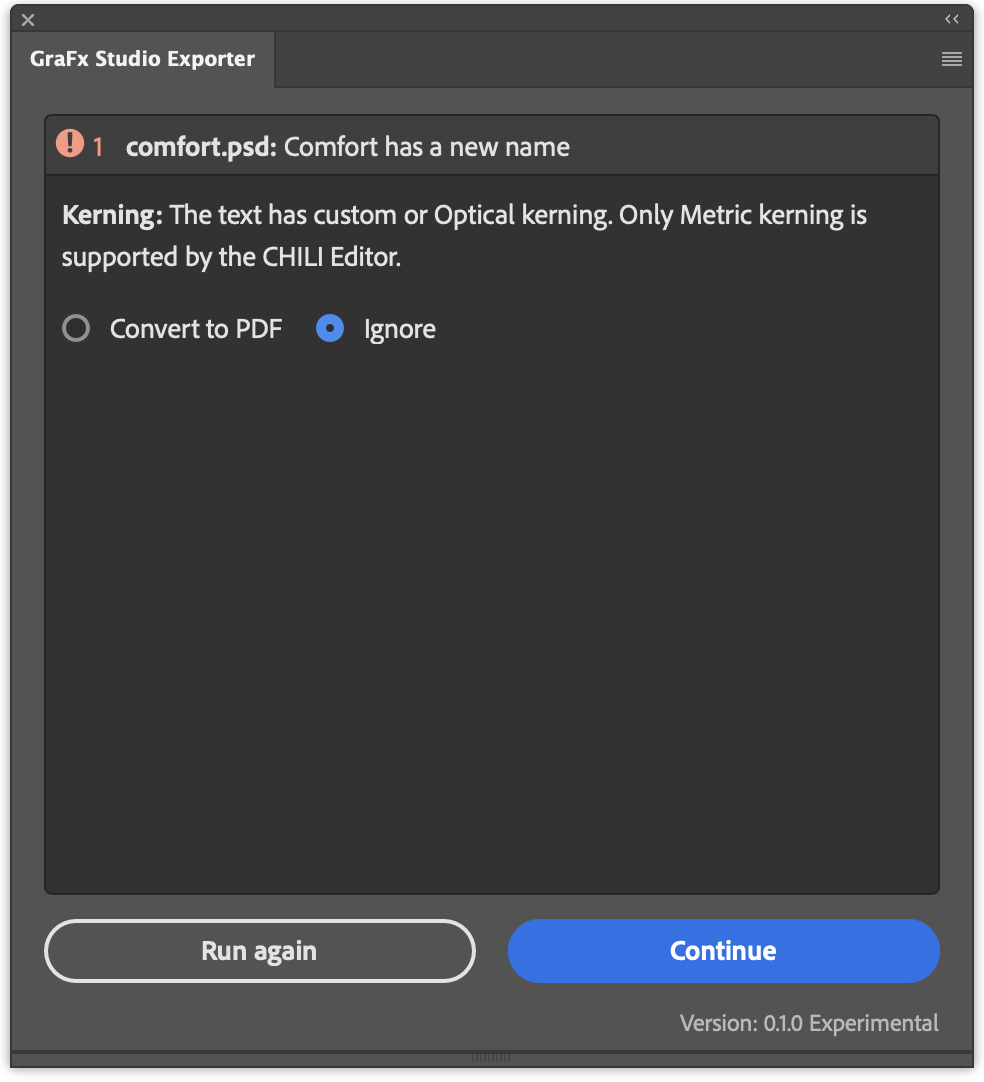 GraFx Studio Exporter
1 comfort.psd: Comfort has a new name
Kerning: The text has custom or Optical kerning. Only Metric kerning is
supported by the CHILI Editor.
Convert to PDF Ignore
Run again Continue
Version: 0.1.0 Experimental